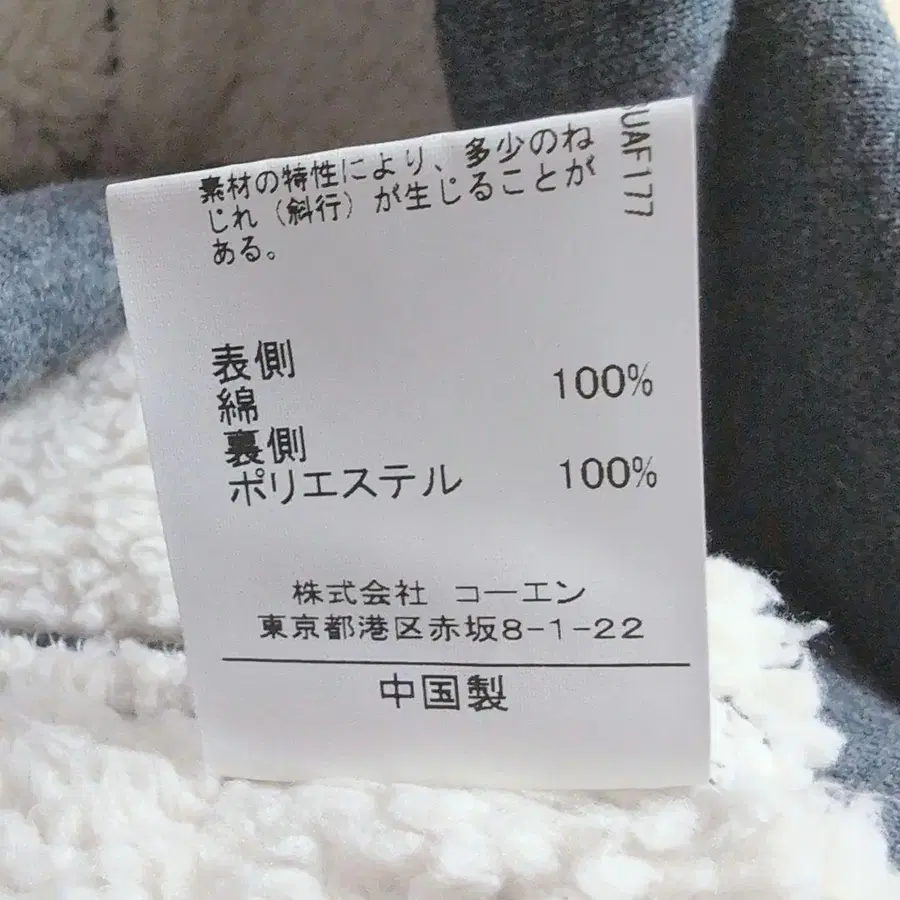 素材の特性により、多少のね
じれ（斜行）が生じることが
ある。
UAF177
表側
綿 100%
裏側
ポリエステル 100%
株式会社 コーエン
東京都港区赤坂8-1-22
中国製